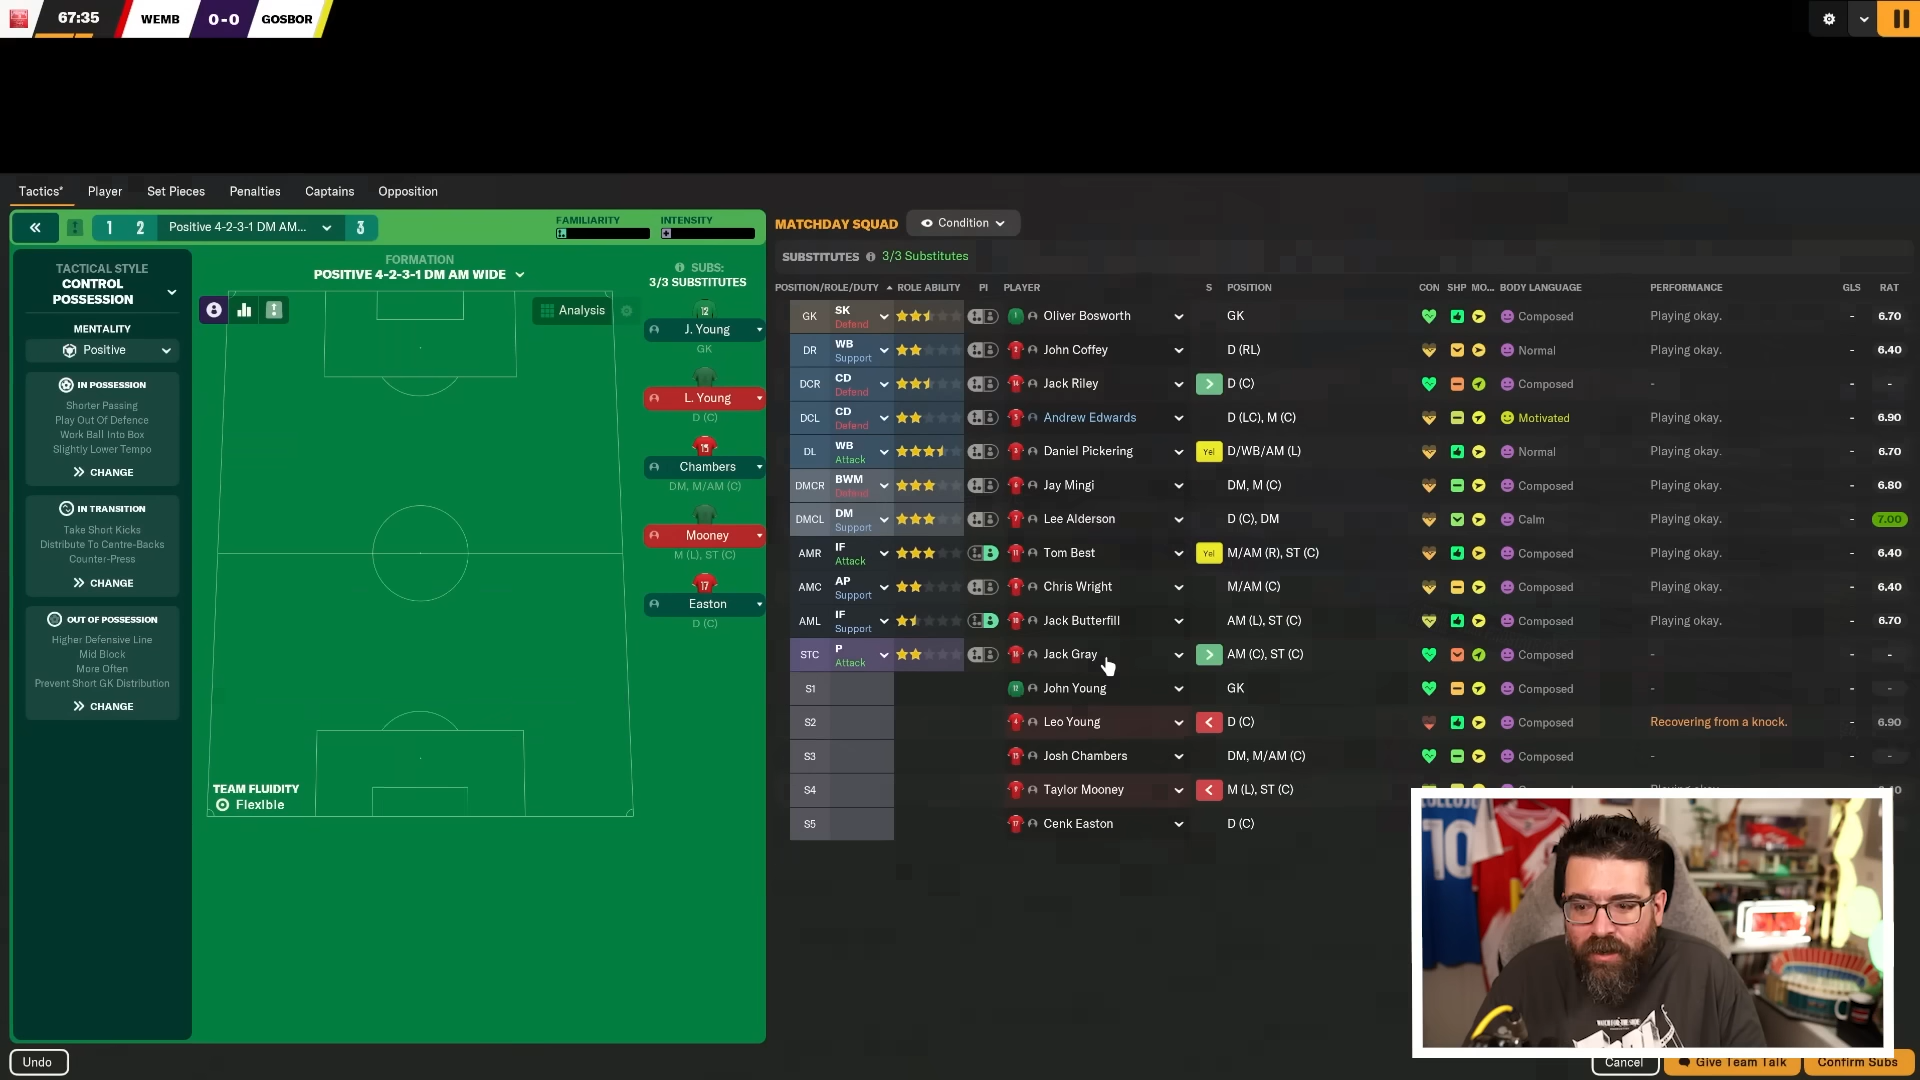 67:35 WEMB 0-0 GOSBOR
Tactics* Player Set Pieces Penalties Captains Opposition
1 2 Positive 4-2-3-1 DM AM... 3
FAMILIARITY INTENSITY
TACTICAL STYLE
CONTROL
POSSESSION
MENTALITY
Positive
IN POSSESSION
Shorter Passing
Play Out Of Defence
Work Ball Into Box
Slightly Lower Tempo
CHANGE
IN TRANSITION
Take Short Kicks
Distribute To Centre-Backs
Counter-Press
CHANGE
OUT OF POSSESSION
Higher Defensive Line
Mid Block
More Often
Prevent Short GK Distribution
CHANGE
FORMATION
POSITIVE 4-2-3-1 DM AM WIDE
Analysis
TEAM FLUIDITY
Flexible
SUBS:
3/3 SUBSTITUTES
12
J. Young
GK
L. Young
D (C)
15
Chambers
DM, M/AM (C)
Mooney
M (L), ST (C)
17
Easton
D (C)
MATCHDAY SQUAD Condition
SUBSTITUTES 3/3 Substitutes
POSITION/ROLE/DUTY ROLE ABILITY PI PLAYER S POSITION CON SHP MO... BODY LANGUAGE PERFORMANCE GLS RAT
GK SK Defend Oliver Bosworth GK Composed Playing okay. - 6.70
DR WB Support John Coffey D (RL) Normal Playing okay. - 6.40
DCR CD Defend Jack Riley D (C) Composed - - -
DCL CD Defend Andrew Edwards D (LC), M (C) Motivated Playing okay. - 6.90
DL WB Attack Daniel Pickering Yel D/WB/AM (L) Normal Playing okay. - 6.70
DMCR BWM Defend Jay Mingi DM, M (C) Composed Playing okay. - 6.80
DMCL DM Support Lee Alderson D (C), DM Calm Playing okay. - 7.00
AMR IF Attack Tom Best Yel M/AM (R), ST (C) Composed Playing okay. - 6.40
AMC AP Support Chris Wright M/AM (C) Composed Playing okay. - 6.40
AML IF Support Jack Butterfill AM (L), ST (C) Composed Playing okay. - 6.70
STC P Attack Jack Gray AM (C), ST (C) Composed - - -
S1 John Young GK Composed - - -
S2 Leo Young D (C) Composed Recovering from a knock. - 6.90
S3 Josh Chambers DM, M/AM (C) Composed - - -
S4 Taylor Mooney M (L), ST (C)
S5 Cenk Easton D (C)
10
Undo Cancel Give Team Talk Confirm Subs